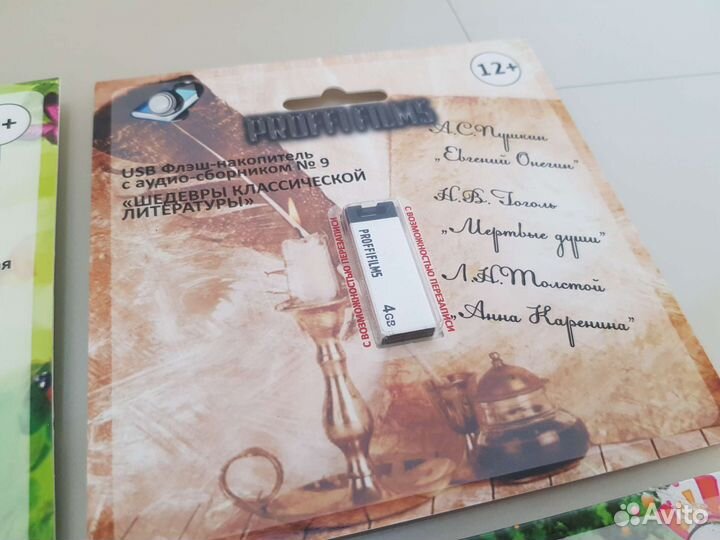 12+
+
PROFFIFILMS
USB Флэш-накопитель
с аудио-сборником № 9
«ШЕДЕВРЫ КЛАССИЧЕСКОЙ
ЛИТЕРАТУРЫ»
А.С.Пушкин
„Евгений Онегин"
Н.В.Гоголь
„Мертвые души"
Л.Н.Толстой
„Анна Каренина"
С ВОЗМОЖНОСТЬЮ ПЕРЕЗАПИСИ
PROFFIFILMS
4GB
С ВОЗМОЖНОСТЬЮ ПЕРЕЗАПИСИ
ая
Avito